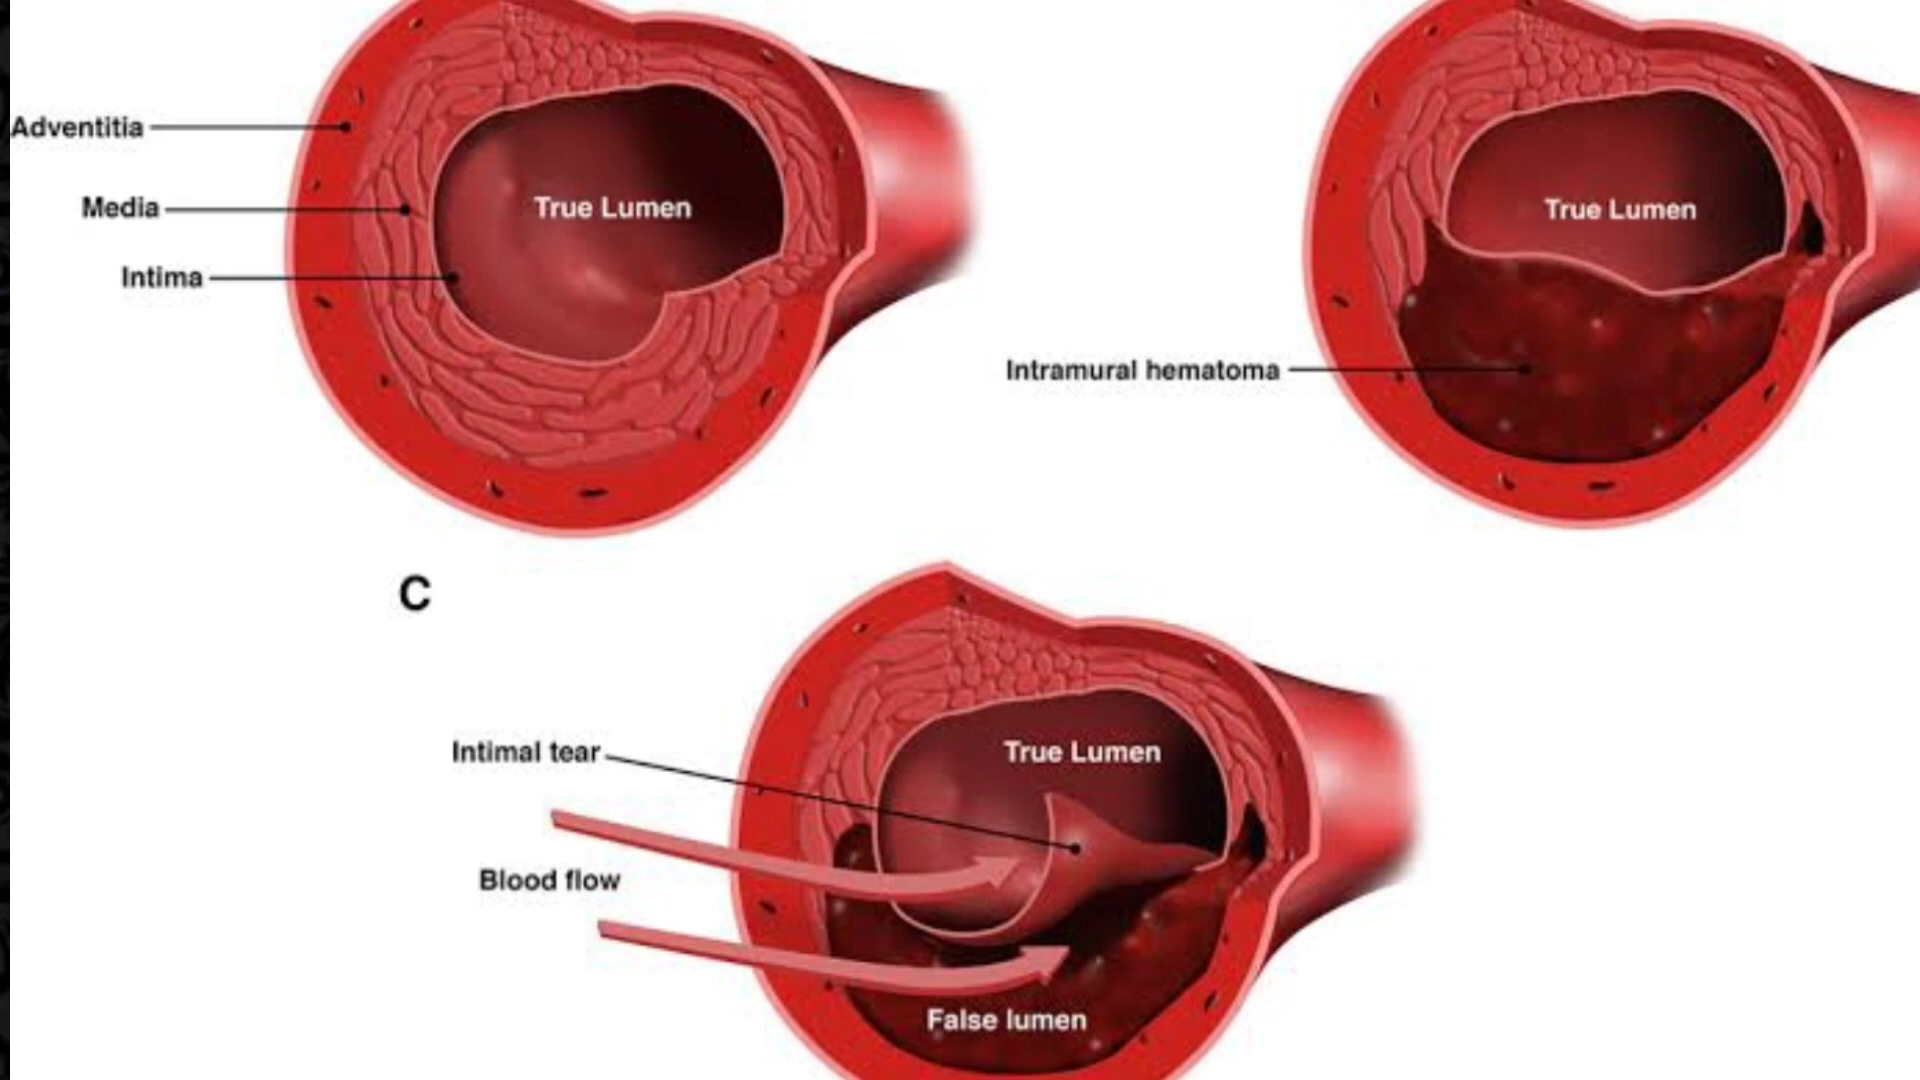 Adventitia
Media
True Lumen
Intima
True Lumen
Intramural hematoma
C
Intimal tear
True Lumen
Blood flow
False lumen